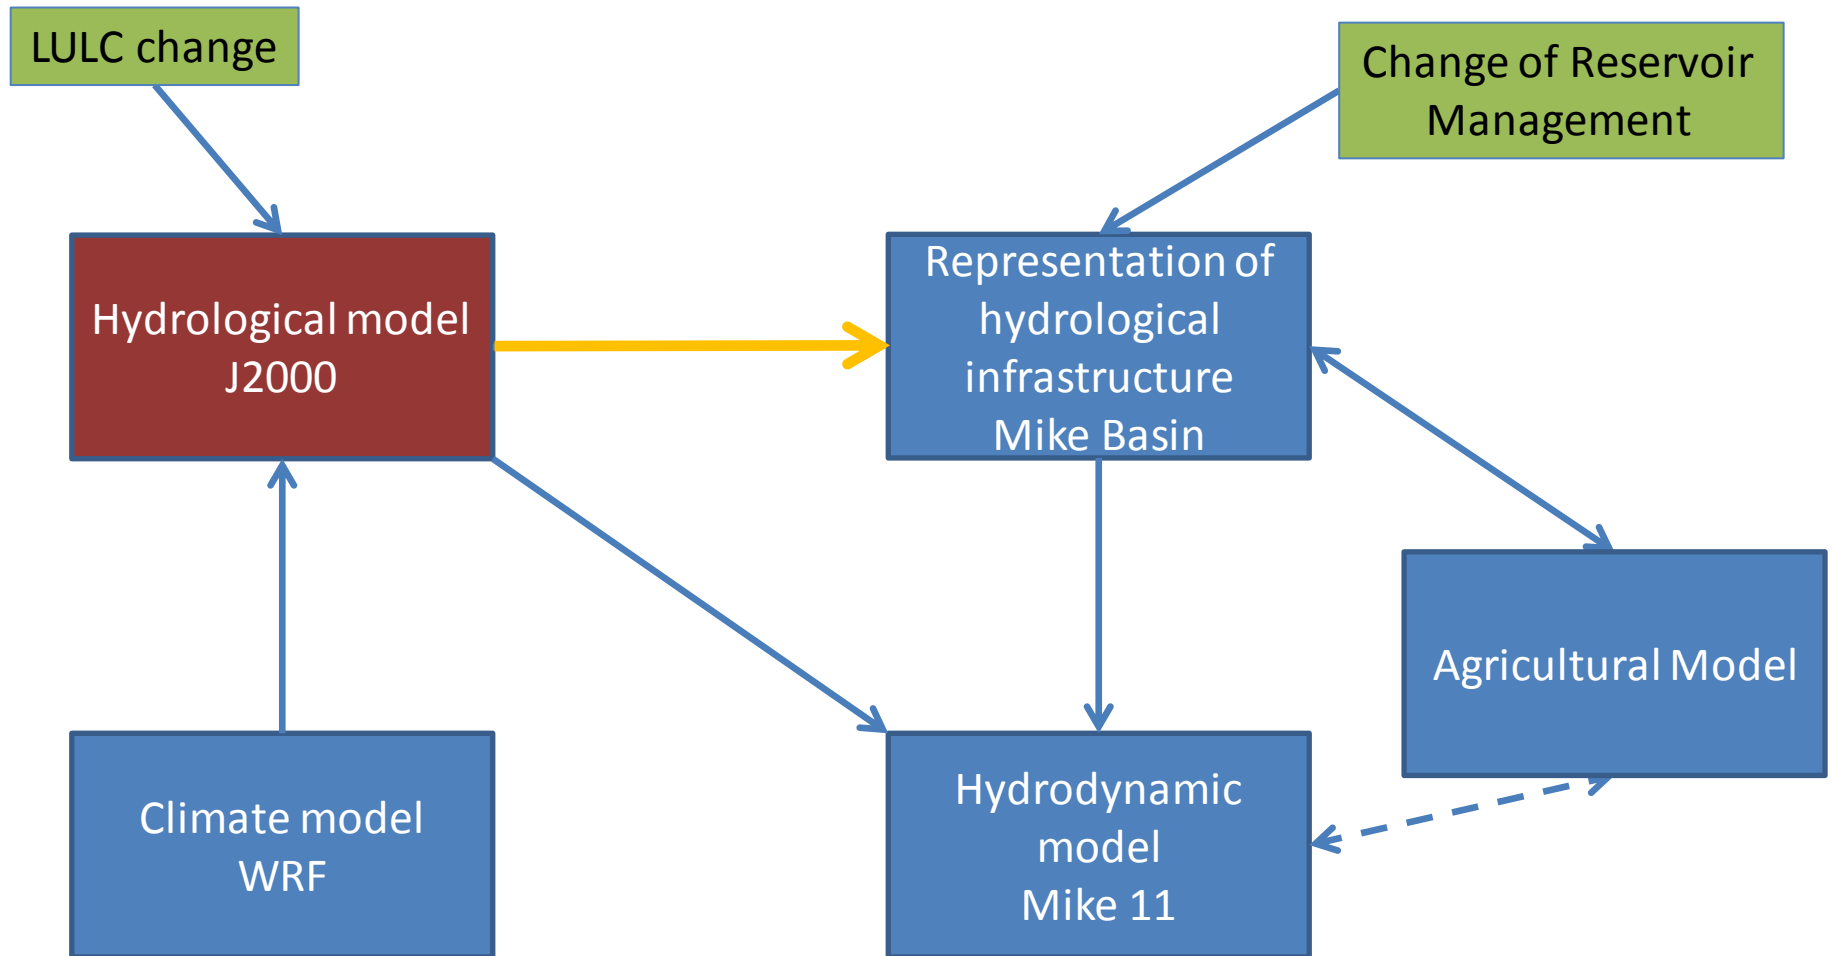 LULC change
Change of Reservoir
Management
Hydrological model
J2000
Representation of
hydrological
infrastructure
Mike Basin
Agricultural Model
Climate model
WRF
Hydrodynamic
model
Mike 11